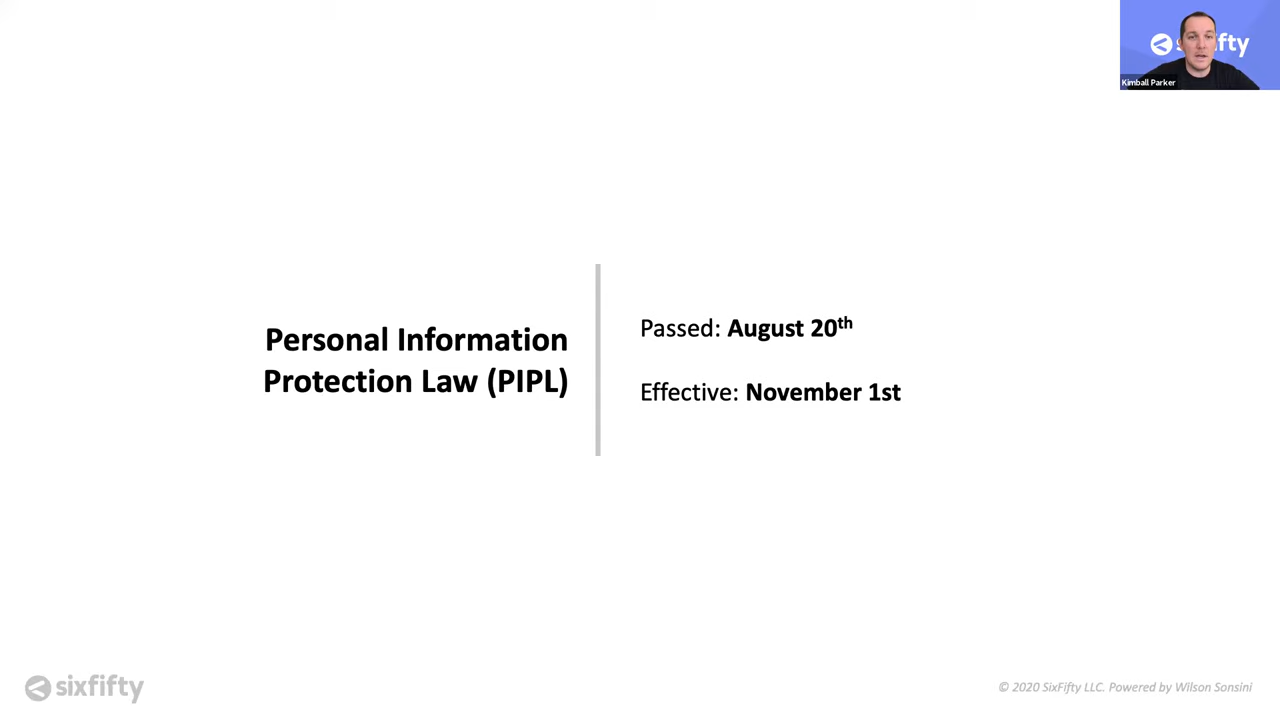 Kimball Parker
Personal Information
Protection Law (PIPL)
Passed: August 20th
Effective: November 1st
sixfifty
© 2020 SixFifty LLC. Powered by Wilson Sonsini